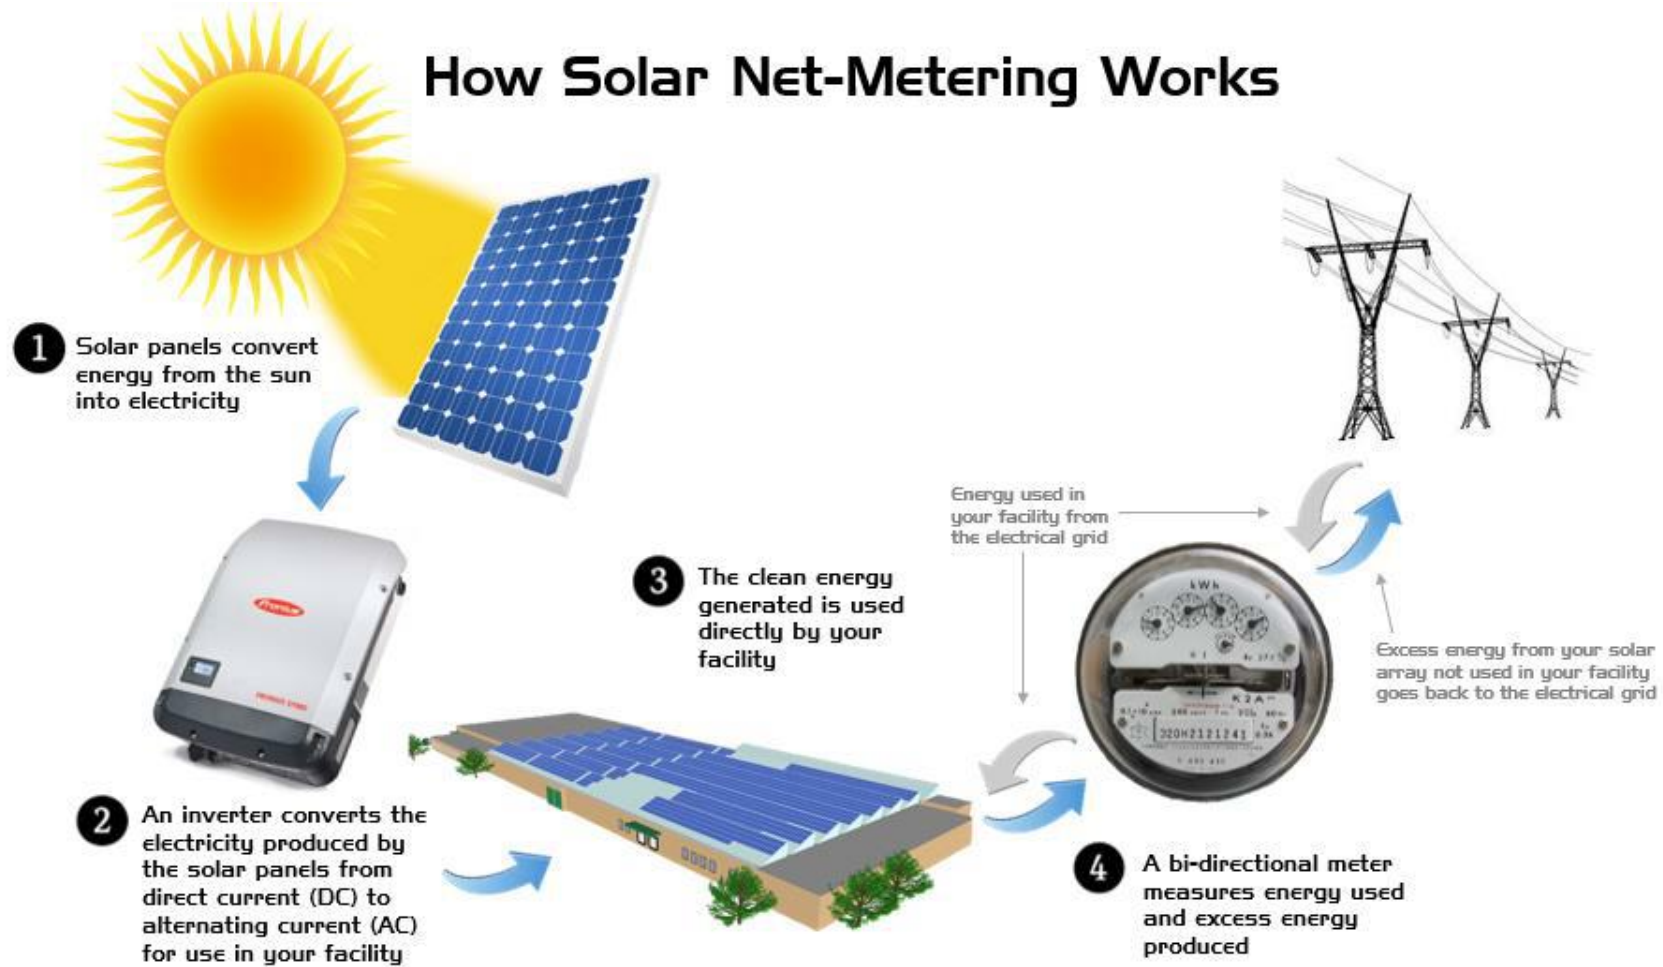 How Solar Net-Metering Works
1
Solar panels convert
energy from the sun
into electricity
Fronius
2
An inverter converts the
electricity produced by
the solar panels from
direct current (DC) to
alternating current (AC)
for use in your facility
3
The clean energy
generated is used
directly by your
facility
Energy used in
your facility from
the electrical grid
kWh
K2A
320H2121241
4
A bi-directional meter
measures energy used
and excess energy
produced
Excess energy from your solar
array not used in your facility
goes back to the electrical grid